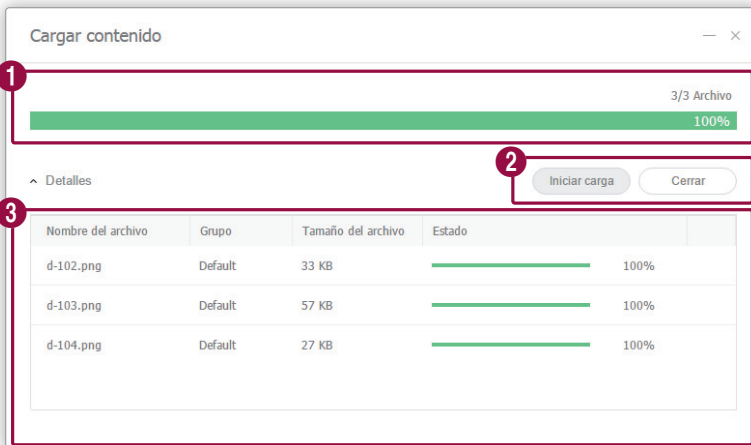 Cargar contenido
1
3/3 Archivo
100%
2
Detalles
Iniciar carga Cerrar
3
Nombre del archivo Grupo Tamaño del archivo Estado
d-102.png Default 33 KB 100%
d-103.png Default 57 KB 100%
d-104.png Default 27 KB 100%